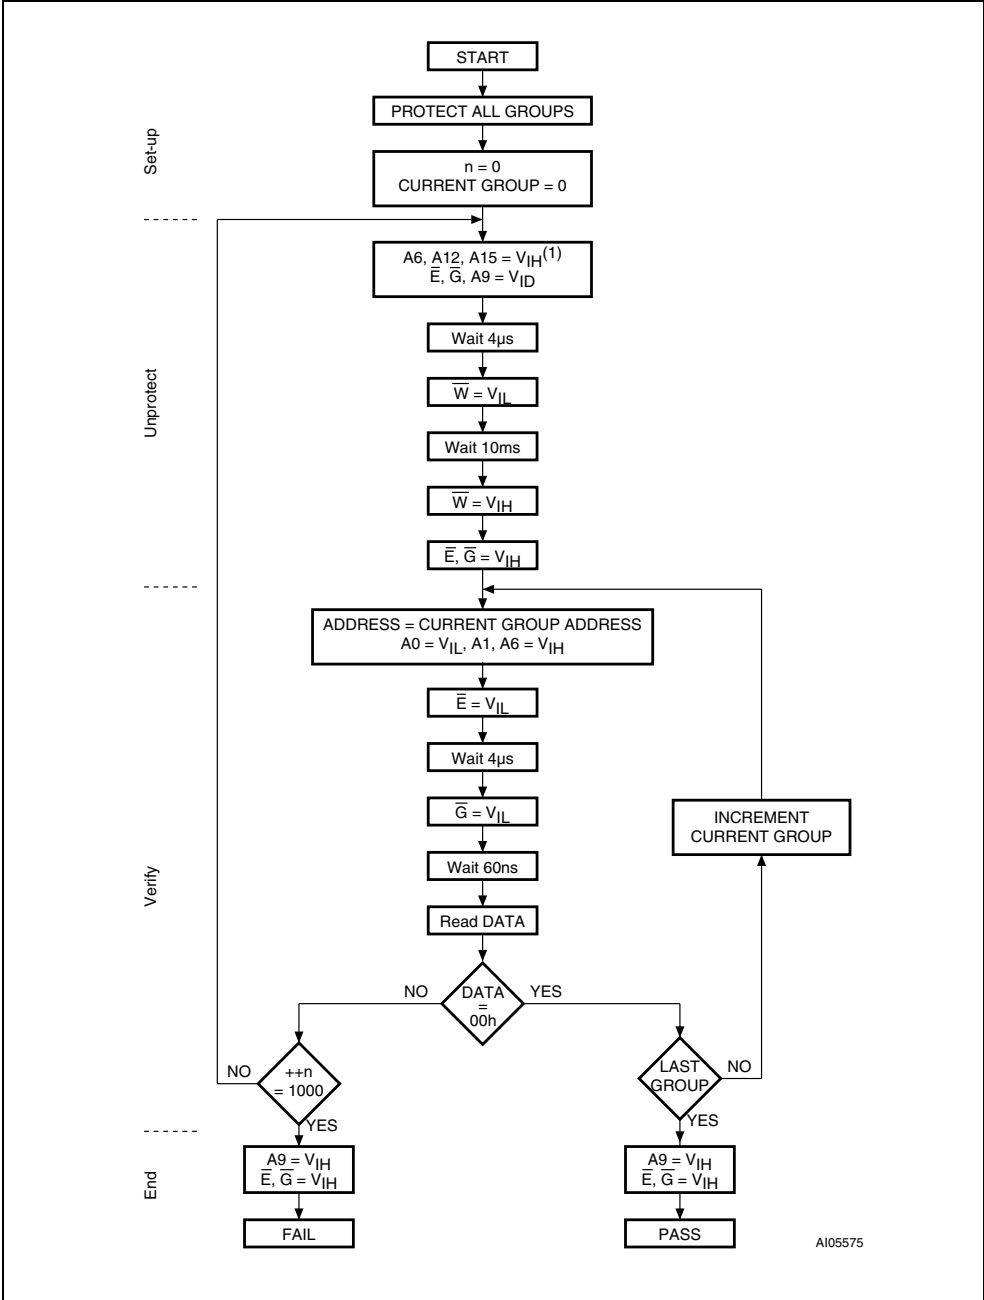 START
PROTECT ALL GROUPS
Set-up
n = 0
CURRENT GROUP = 0
A6, A12, A15 = VIH(1)
E̅, G̅, A9 = VID
Wait 4µs
Unprotect
W̅ = VIL
Wait 10ms
W̅ = VIH
E̅, G̅ = VIH
ADDRESS = CURRENT GROUP ADDRESS
A0 = VIL, A1, A6 = VIH
E̅ = VIL
Wait 4µs
G̅ = VIL
INCREMENT
CURRENT GROUP
Wait 60ns
Verify
Read DATA
NO
DATA
=
00h
YES
NO
++n
= 1000
YES
LAST
GROUP
NO
YES
End
A9 = VIH
E̅, G̅ = VIH
A9 = VIH
E̅, G̅ = VIH
FAIL
PASS
AI05575